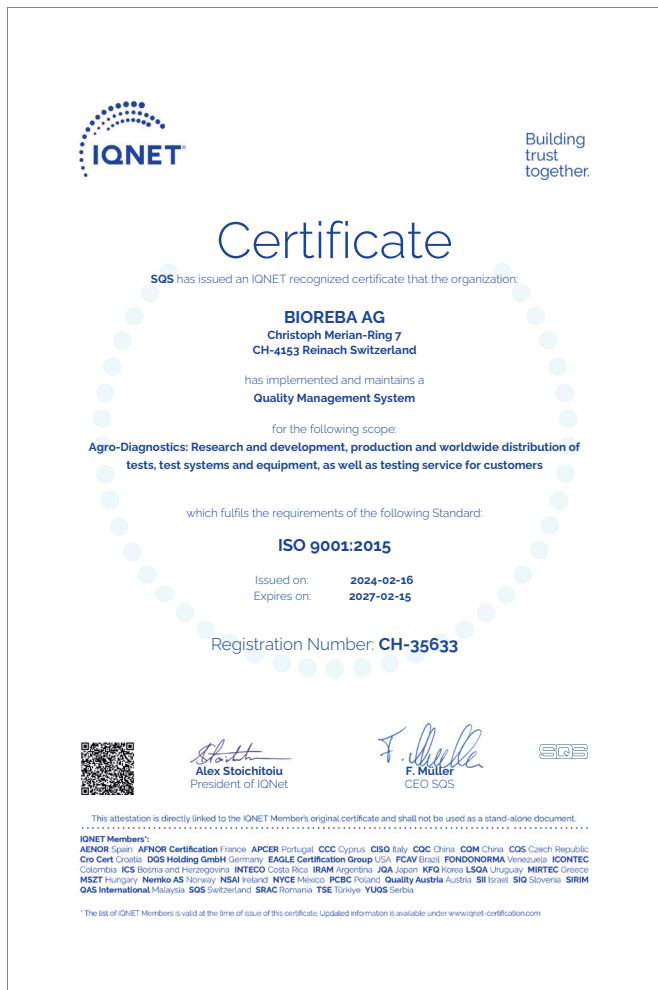 IQNET®
Building
trust
together.
Certificate
SQS has issued an IQNET recognized certificate that the organization:
BIOREBA AG
Christoph Merian-Ring 7
CH-4153 Reinach Switzerland
has implemented and maintains a
Quality Management System
for the following scope:
Agro-Diagnostics: Research and development, production and worldwide distribution of
tests, test systems and equipment, as well as testing service for customers
which fulfils the requirements of the following Standard:
ISO 9001:2015
Issued on: 2024-02-16
Expires on: 2027-02-15
Registration Number: CH-35633
Alex Stoichitoiu
President of IQNet
F. Müller
CEO SQS
SQS
This attestation is directly linked to the IQNET Member's original certificate and shall not be used as a stand-alone document.
IQNET Members*:
AENOR Spain AFNOR Certification France APCER Portugal CCC Cyprus CISQ Italy CQC China CQM China CQS Czech Republic
Cro Cert Croatia DQS Holding GmbH Germany EAGLE Certification Group USA FCAV Brazil FONDONORMA Venezuela ICONTEC
Colombia ICS Bosnia and Herzegovina INTECO Costa Rica IRAM Argentina JQA Japan KFQ Korea LSQA Uruguay MIRTEC Greece
MSZT Hungary Nemko AS Norway NSAI Ireland NYCE México PCBC Poland Quality Austria Austria SII Israel SIQ Slovenia SIRIM
QAS International Malaysia SQS Switzerland SRAC Romania TSE Türkiye YUQS Serbia
* The list of IQNET Members is valid at the time of issue of this certificate. Updated information is available under www.iqnet-certification.com